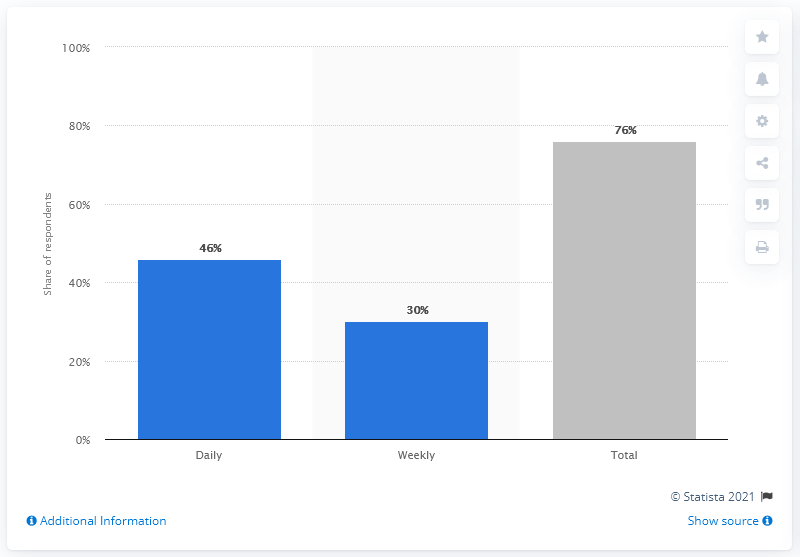 100%
80%
60%
40%
20%
0%
Share of respondents
46%
30%
76%
Daily
Weekly
Total
© Statista 2021
Additional Information
Show source